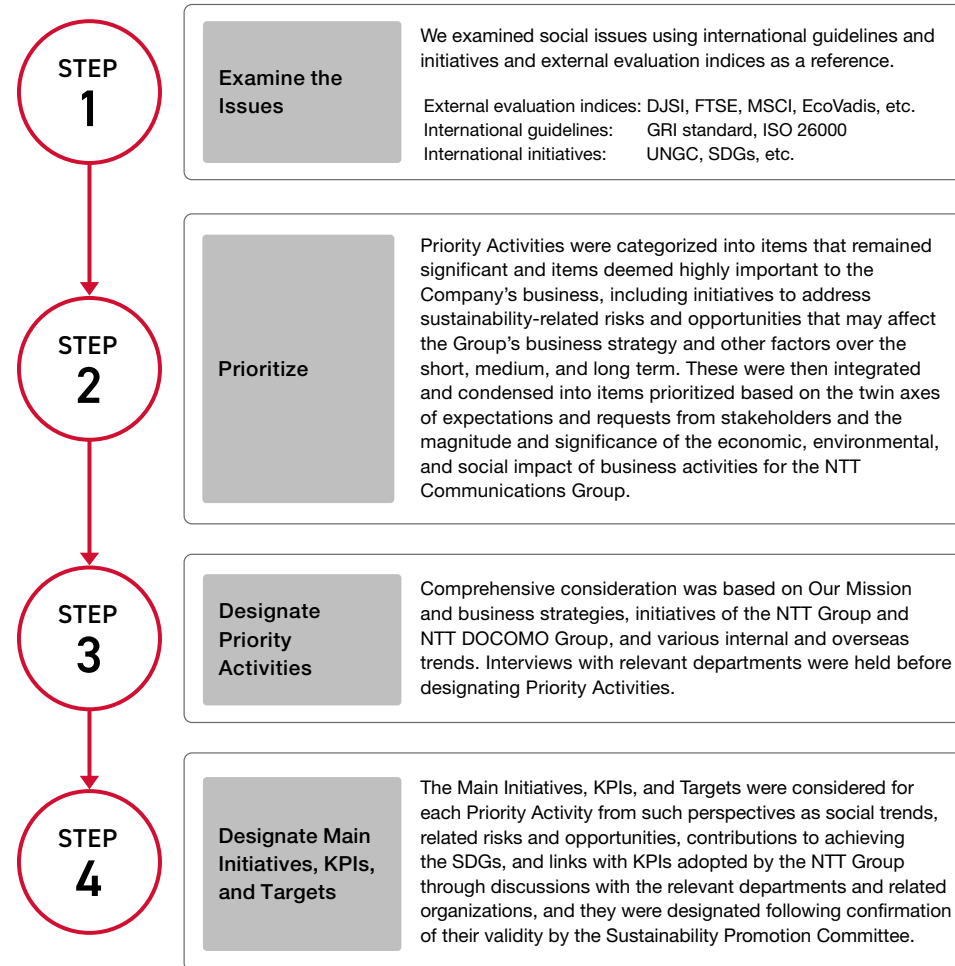 STEP
1
Examine the
Issues
We examined social issues using international guidelines and
initiatives and external evaluation indices as a reference.
External evaluation indices: DJSI, FTSE, MSCI, EcoVadis, etc.
International guidelines: GRI standard, ISO 26000
International initiatives: UNGC, SDGs, etc.
STEP
2
Prioritize
Priority Activities were categorized into items that remained
significant and items deemed highly important to the
Company’s business, including initiatives to address
sustainability-related risks and opportunities that may affect
the Group’s business strategy and other factors over the
short, medium, and long term. These were then integrated
and condensed into items prioritized based on the twin axes
of expectations and requests from stakeholders and the
magnitude and significance of the economic, environmental,
and social impact of business activities for the NTT
Communications Group.
STEP
3
Designate
Priority
Activities
Comprehensive consideration was based on Our Mission
and business strategies, initiatives of the NTT Group and
NTT DOCOMO Group, and various internal and overseas
trends. Interviews with relevant departments were held before
designating Priority Activities.
STEP
4
Designate Main
Initiatives, KPIs,
and Targets
The Main Initiatives, KPIs, and Targets were considered for
each Priority Activity from such perspectives as social trends,
related risks and opportunities, contributions to achieving
the SDGs, and links with KPIs adopted by the NTT Group
through discussions with the relevant departments and related
organizations, and they were designated following confirmation
of their validity by the Sustainability Promotion Committee.